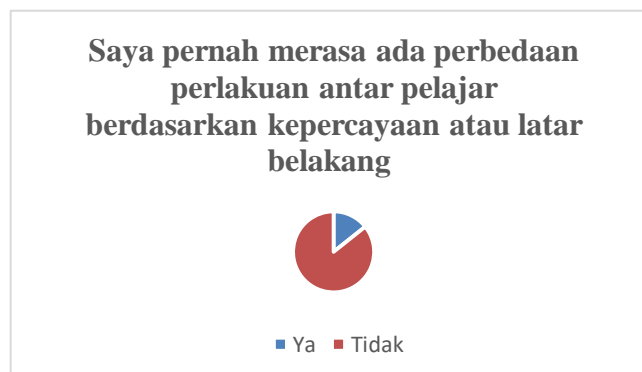 Saya pernah merasa ada perbedaan
perlakuan antar pelajar
berdasarkan kepercayaan atau latar
belakang
Ya Tidak